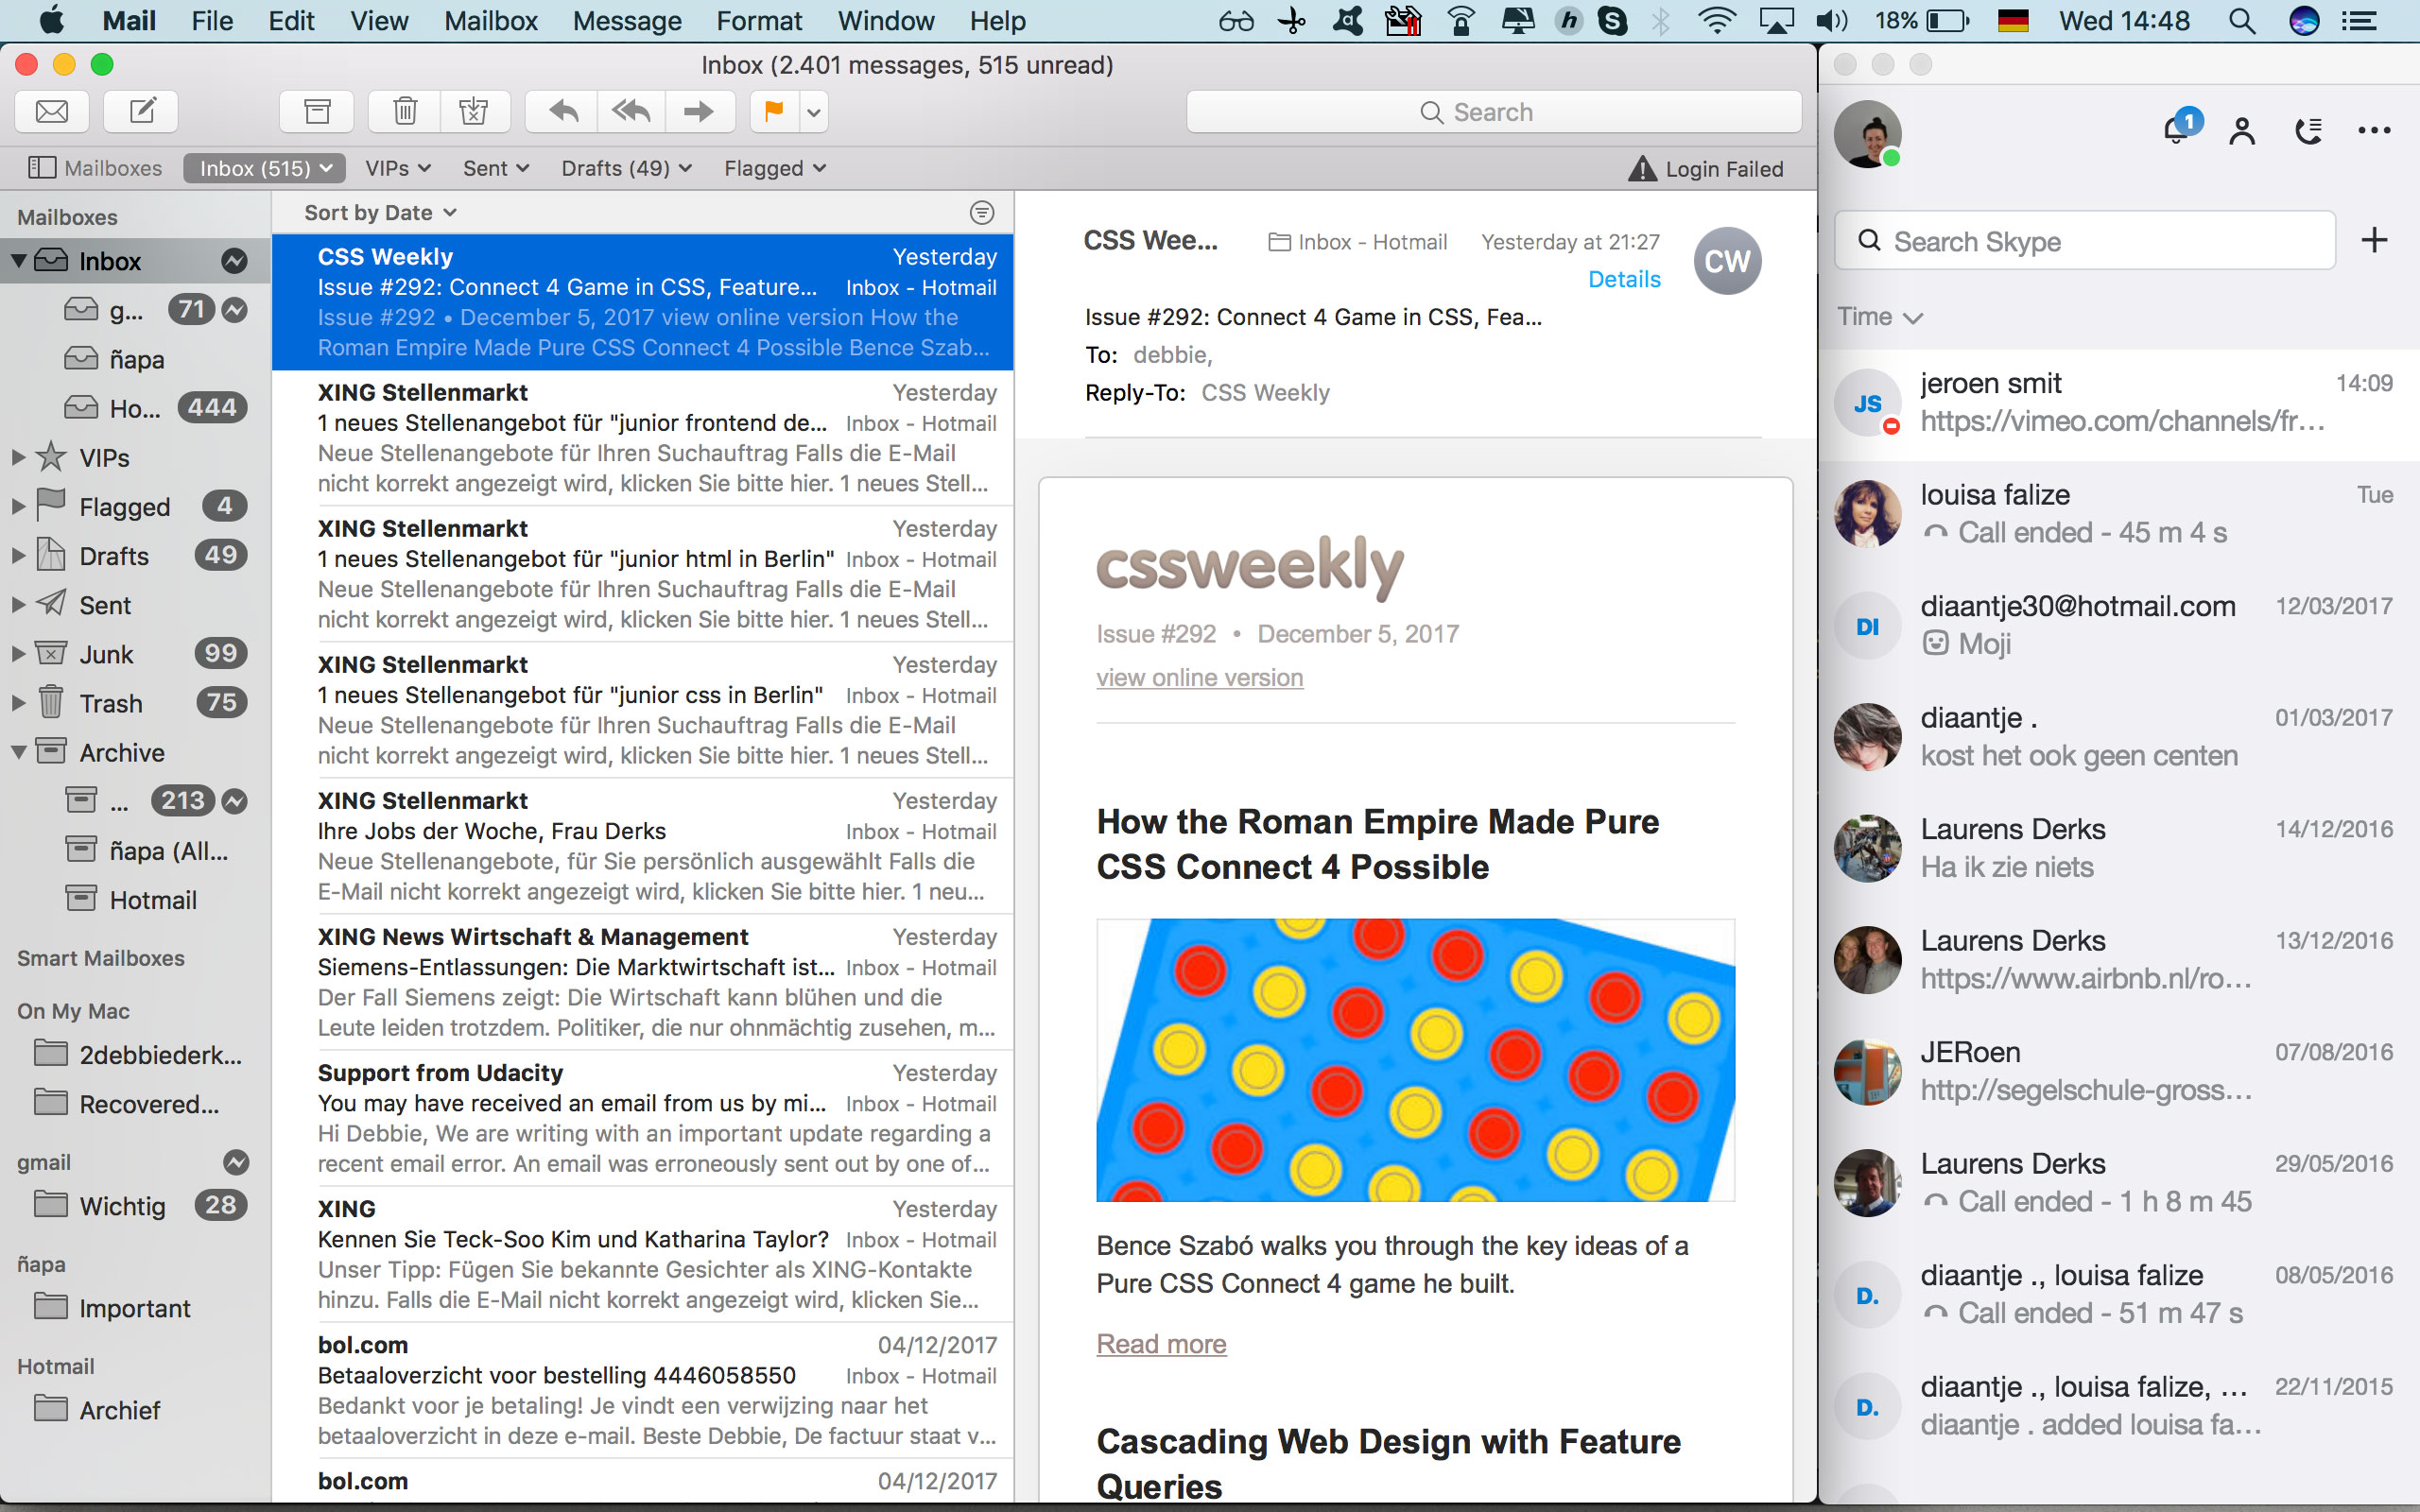 Mail File Edit View Mailbox Message Format Window Help 18% Wed 14:48
Inbox (2.401 messages, 515 unread)
Search
Mailboxes Inbox (515) VIPs Sent Drafts (49) Flagged Login Failed
Mailboxes
Inbox
g... 71
ñapa
Ho... 444
VIPs
Flagged 4
Drafts 49
Sent
Junk 99
Trash 75
Archive
... 213
ñapa (All...
Hotmail
Smart Mailboxes
On My Mac
2debbiederk...
Recovered...
gmail
Wichtig 28
ñapa
Important
Hotmail
Archief
Sort by Date
CSS Weekly Yesterday
Issue #292: Connect 4 Game in CSS, Feature... Inbox - Hotmail
Issue #292 • December 5, 2017 view online version How the
Roman Empire Made Pure CSS Connect 4 Possible Bence Szab...
XING Stellenmarkt Yesterday
1 neues Stellenangebot für "junior frontend de... Inbox - Hotmail
Neue Stellenangebote für Ihren Suchauftrag Falls die E-Mail
nicht korrekt angezeigt wird, klicken Sie bitte hier. 1 neues Stell...
XING Stellenmarkt Yesterday
1 neues Stellenangebot für "junior html in Berlin" Inbox - Hotmail
Neue Stellenangebote für Ihren Suchauftrag Falls die E-Mail
nicht korrekt angezeigt wird, klicken Sie bitte hier. 1 neues Stell...
XING Stellenmarkt Yesterday
1 neues Stellenangebot für "junior css in Berlin" Inbox - Hotmail
Neue Stellenangebote für Ihren Suchauftrag Falls die E-Mail
nicht korrekt angezeigt wird, klicken Sie bitte hier. 1 neues Stell...
XING Stellenmarkt Yesterday
Ihre Jobs der Woche, Frau Derks Inbox - Hotmail
Neue Stellenangebote, für Sie persönlich ausgewählt Falls die
E-Mail nicht korrekt angezeigt wird, klicken Sie bitte hier. 1 neu...
XING News Wirtschaft & Management Yesterday
Siemens-Entlassungen: Die Marktwirtschaft ist... Inbox - Hotmail
Der Fall Siemens zeigt: Die Wirtschaft kann blühen und die
Leute leiden trotzdem. Politiker, die nur ohnmächtig zusehen, m...
Support from Udacity Yesterday
You may have received an email from us by mi... Inbox - Hotmail
Hi Debbie, We are writing with an important update regarding a
recent email error. An email was erroneously sent out by one of...
XING Yesterday
Kennen Sie Teck-Soo Kim und Katharina Taylor? Inbox - Hotmail
Unser Tipp: Fügen Sie bekannte Gesichter als XING-Kontakte
hinzu. Falls die E-Mail nicht korrekt angezeigt wird, klicken Sie...
bol.com 04/12/2017
Betaaloverzicht voor bestelling 4446058550 Inbox - Hotmail
Bedankt voor je betaling! Je vindt een verwijzing naar het
betaaloverzicht in deze e-mail. Beste Debbie, De factuur staat v...
bol.com 04/12/2017
CSS Wee... Inbox - Hotmail Yesterday at 21:27
CW
Details
Issue #292: Connect 4 Game in CSS, Fea...
To: debbie,
Reply-To: CSS Weekly
cssweekly
Issue #292 • December 5, 2017
view online version
How the Roman Empire Made Pure
CSS Connect 4 Possible
Bence Szabó walks you through the key ideas of a
Pure CSS Connect 4 game he built.
Read more
Cascading Web Design with Feature
Queries
1
Search Skype
Time
JS
jeroen smit 14:09
https://vimeo.com/channels/fr...
louisa falize Tue
Call ended - 45 m 4 s
DI
diaantje30@hotmail.com 12/03/2017
Moji
diaantje . 01/03/2017
kost het ook geen centen
Laurens Derks 14/12/2016
Ha ik zie niets
Laurens Derks 13/12/2016
https://www.airbnb.nl/ro...
JERoen 07/08/2016
http://segelschule-gross...
Laurens Derks 29/05/2016
Call ended - 1 h 8 m 45
D.
diaantje ., louisa falize 08/05/2016
Call ended - 51 m 47 s
D.
diaantje ., louisa falize, ... 22/11/2015
diaantje . added louisa fa...